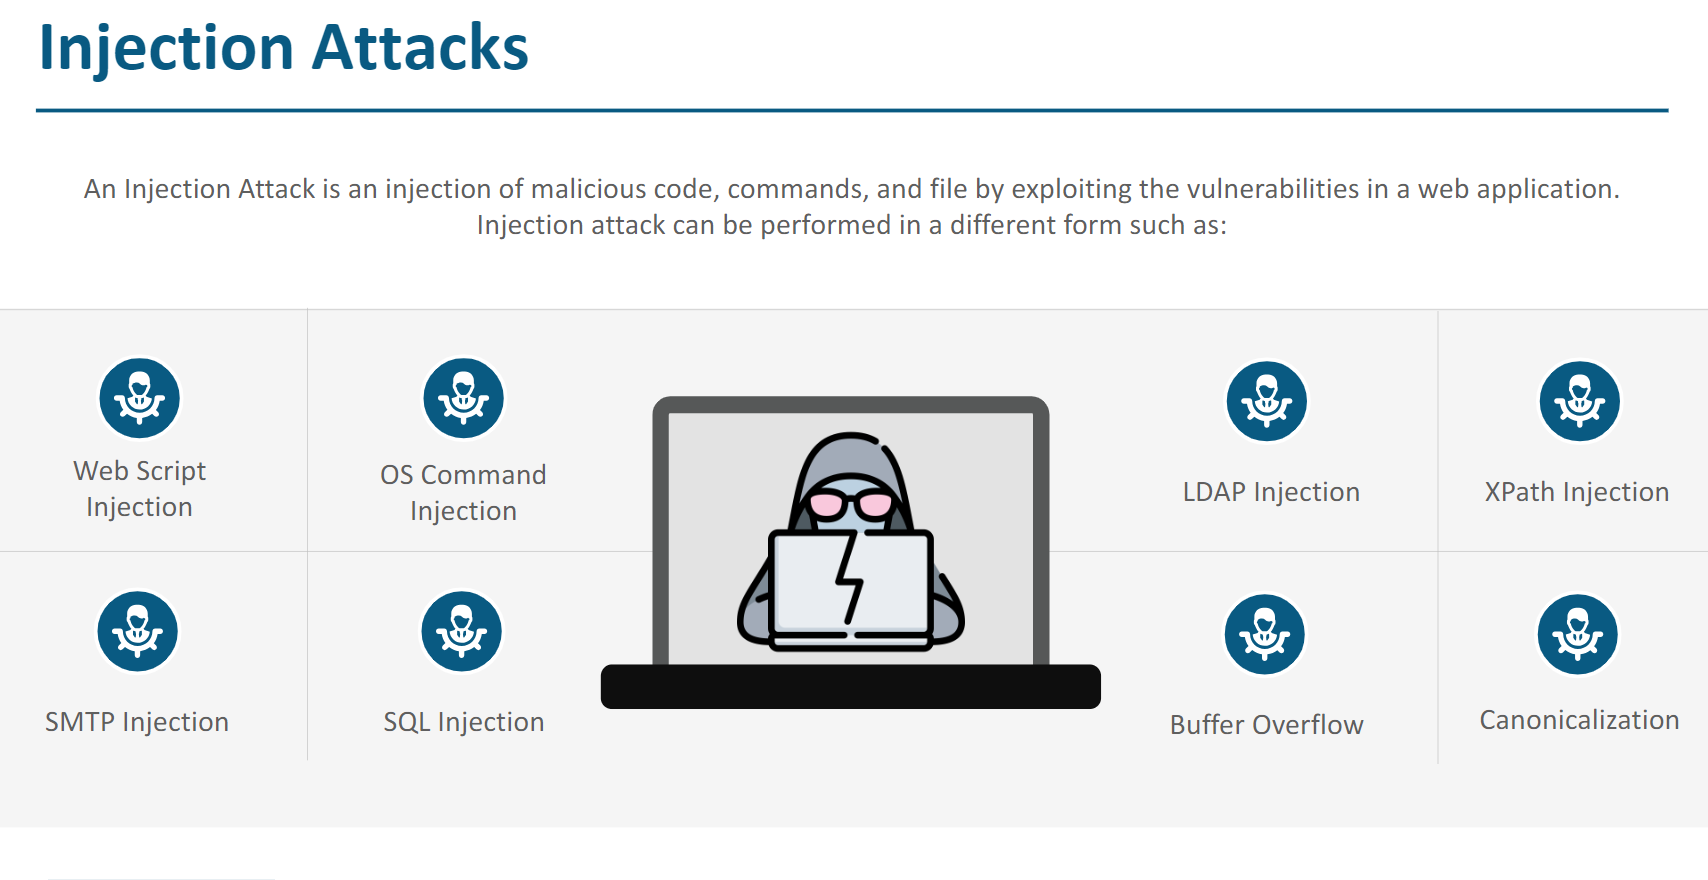 Injection Attacks
An Injection Attack is an injection of malicious code, commands, and file by exploiting the vulnerabilities in a web application.
Injection attack can be performed in a different form such as:
Web Script
Injection
OS Command
Injection
LDAP Injection
XPath Injection
SMTP Injection
SQL Injection
Buffer Overflow
Canonicalization